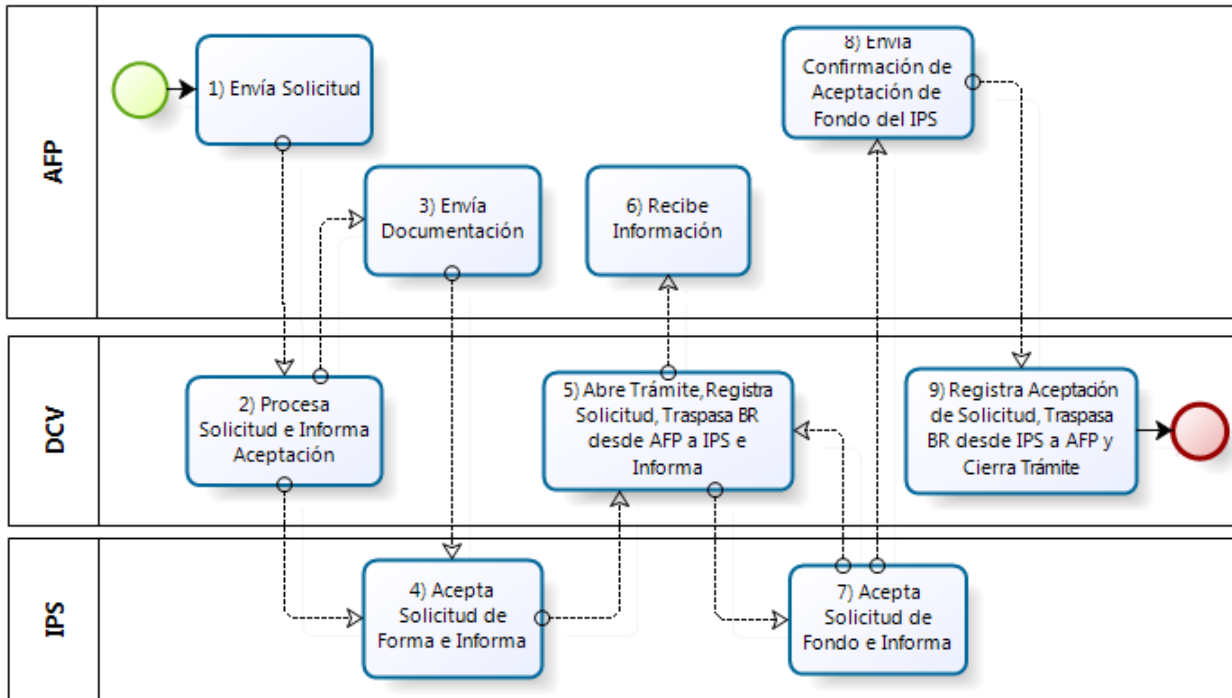 AFP
1) Envía Solicitud
3) Envía
Documentación
6) Recibe
Información
8) Envía
Confirmación de
Aceptación de
Fondo del IPS
DCV
2) Procesa
Solicitud e Informa
Aceptación
5) Abre Trámite, Registra
Solicitud, Traspasa BR
desde AFP a IPS e
Informa
9) Registra Aceptación
de Solicitud, Traspasa
BR desde IPS a AFP y
Cierra Trámite
IPS
4) Acepta
Solicitud de
Forma e Informa
7) Acepta
Solicitud de
Fondo e Informa